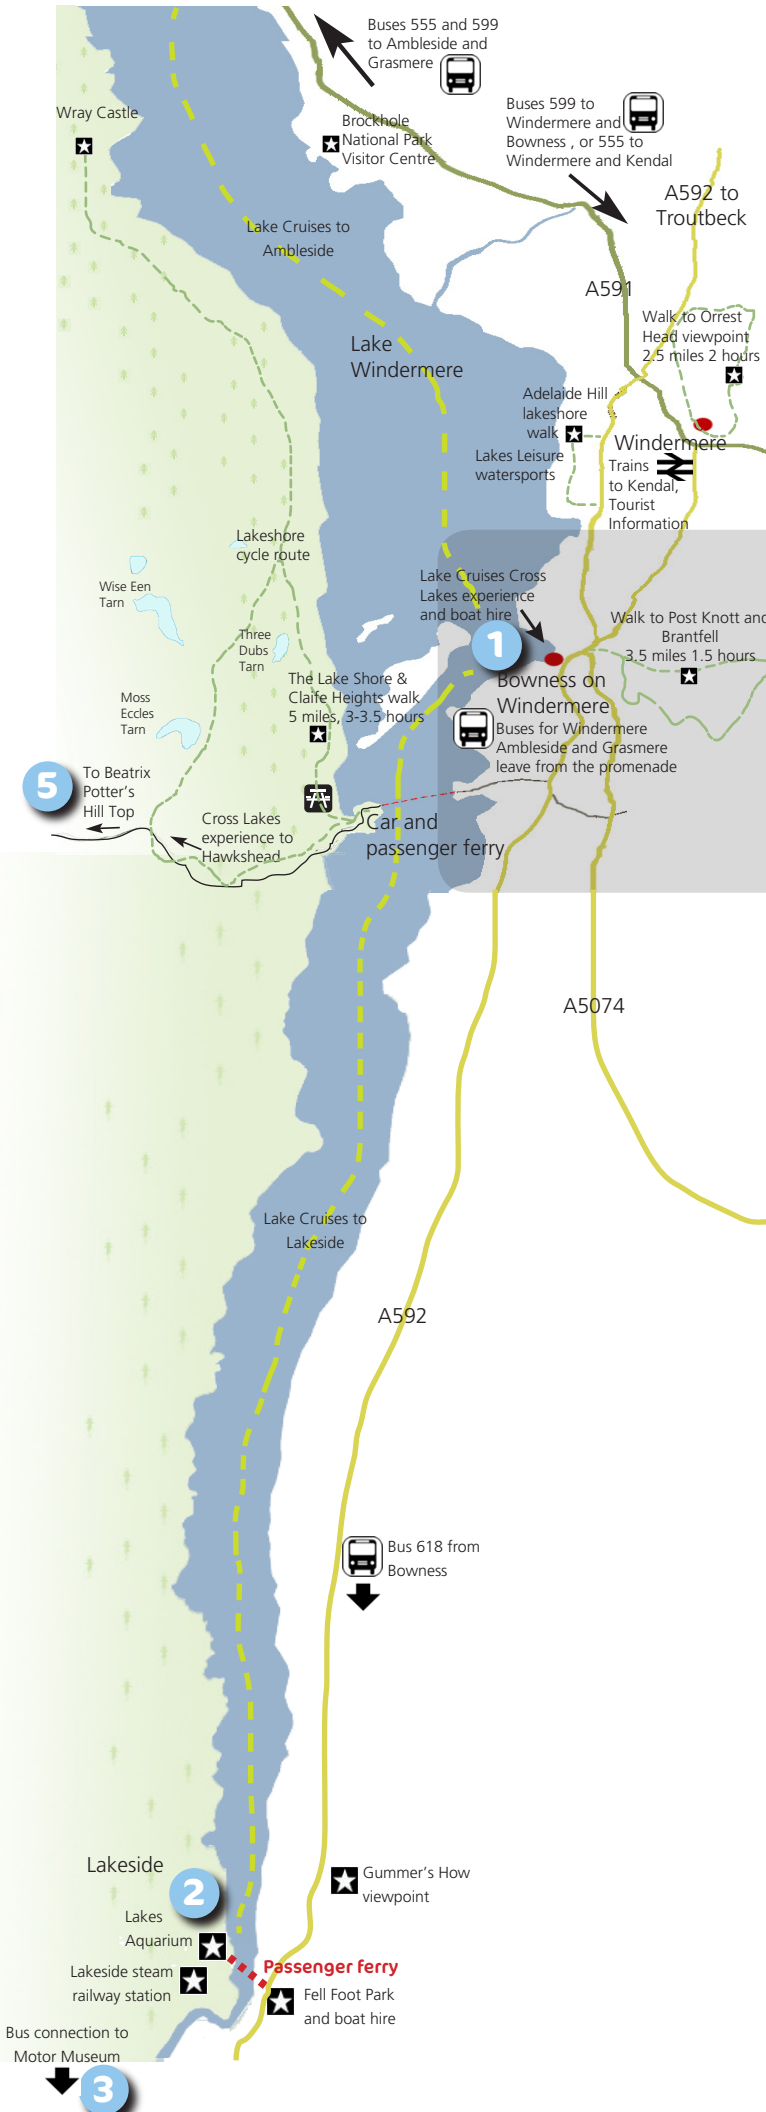 Buses 555 and 599
to Ambleside and
Grasmere
Wray Castle
Brockhole
National Park
Visitor Centre
Buses 599 to
Windermere and
Bowness , or 555 to
Windermere and Kendal
A592 to
Troutbeck
Lake Cruises to
Ambleside
A591
Walk to Orrest
Head viewpoint
2.5 miles 2 hours
Lake
Windermere
Adelaide Hill
lakeshore
walk
Windermere
Lakes Leisure
watersports
Trains
to Kendal,
Tourist
Information
Lakeshore
cycle route
Wise Een
Tarn
Lake Cruises Cross
Lakes experience
and boat hire
1
Walk to Post Knott and
Brantfell
3.5 miles 1.5 hours
Three
Dubs
Tarn
The Lake Shore &
Claife Heights walk
5 miles, 3-3.5 hours
Bowness on
Windermere
Moss
Eccles
Tarn
Buses for Windermere
Ambleside and Grasmere
leave from the promenade
5
To Beatrix
Potter's
Hill Top
Cross Lakes
experience to
Hawkshead
Car and
passenger ferry
A5074
Lake Cruises to
Lakeside
A592
Bus 618 from
Bowness
Lakeside
2
Gummer's How
viewpoint
Lakes
Aquarium
Passenger ferry
Lakeside steam
railway station
Fell Foot Park
and boat hire
Bus connection to
Motor Museum
3